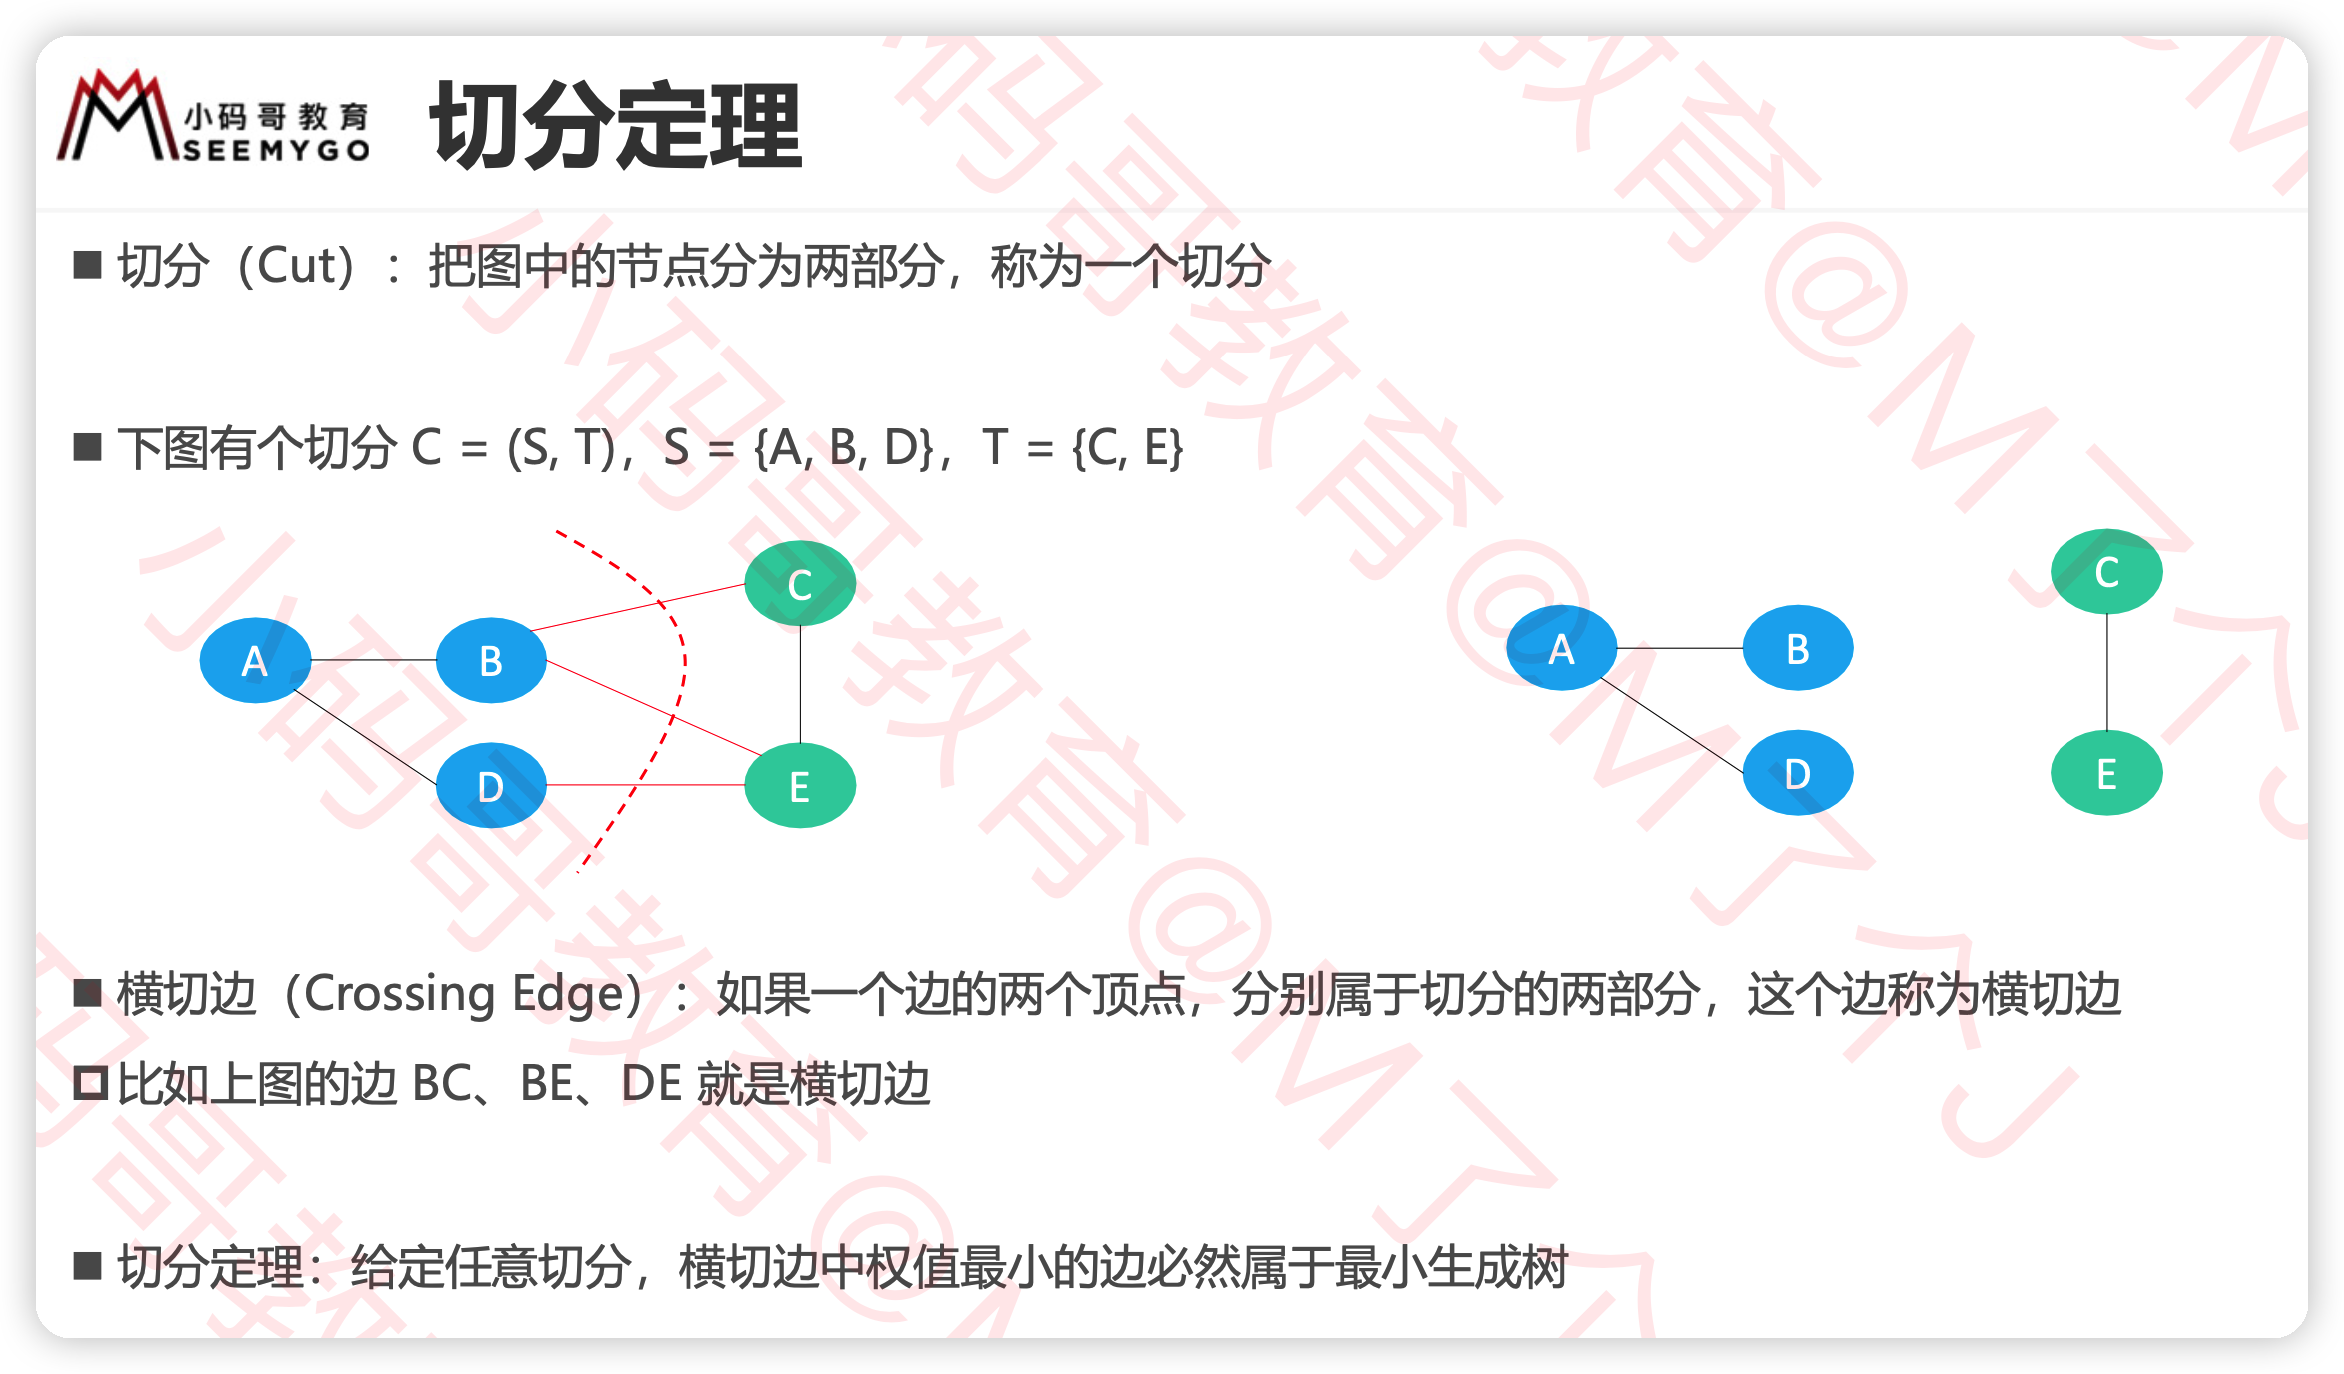 小码哥教育
SEEMYGO
切分定理
■ 切分（Cut）：把图中的节点分为两部分，称为一个切分
■ 下图有个切分 C = (S, T)，S = {A, B, D}，T = {C, E}
C
A
B
D
E
C
A
B
D
E
■ 横切边（Crossing Edge）：如果一个边的两个顶点，分别属于切分的两部分，这个边称为横切边
比如上图的边 BC、BE、DE 就是横切边
■ 切分定理：给定任意切分，横切边中权值最小的边必然属于最小生成树
小码哥教育@M了个J